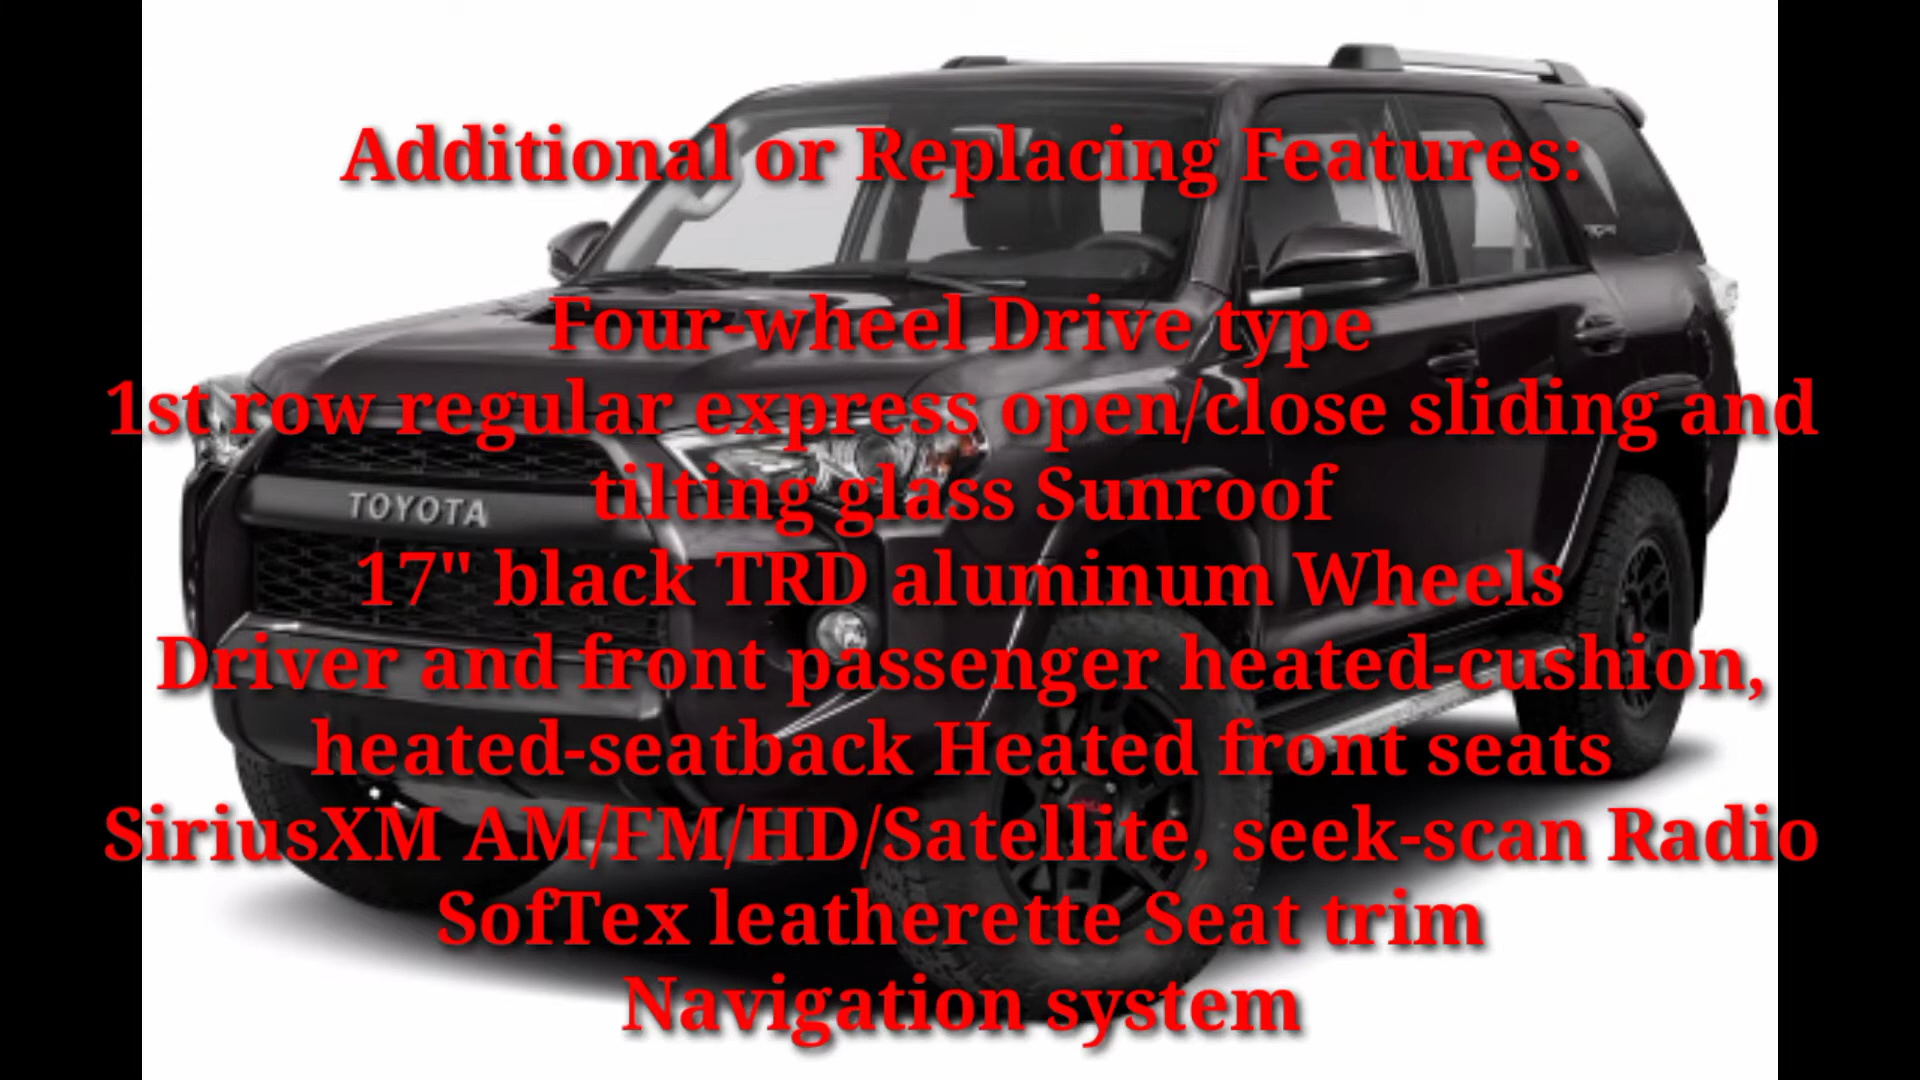 Additional or Replacing Features:
Four-wheel Drive type
1st row regular express open/close sliding and
tilting glass Sunroof
TOYOTA
17" black TRD aluminum Wheels
Driver and front passenger heated-cushion,
heated-seatback Heated front seats
SiriusXM AM/FM/HD/Satellite, seek-scan Radio
SofTex leatherette Seat trim
Navigation system